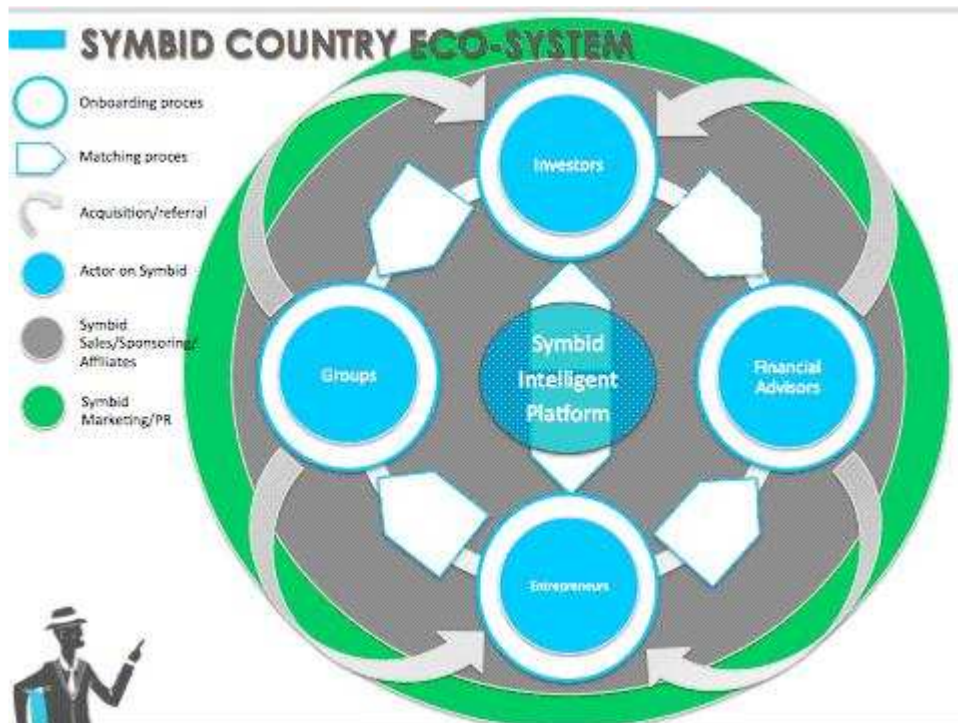 SYMBID COUNTRY ECO-SYSTEM
Onboarding proces
Matching proces
Acquisition/referral
Actor on Symbid
Symbid
Sales/Sponsoring/
Affiliates
Symbid
Marketing/PR
Investors
Groups
Symbid
Intelligent
Platform
Financial
Advisors
Entrepreneurs